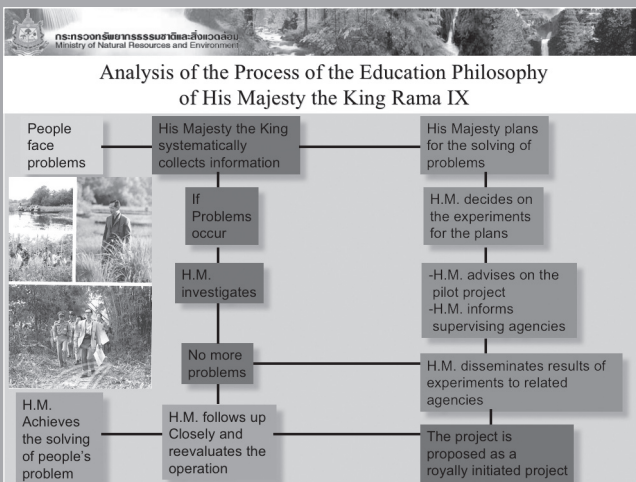 กระทรวงทรัพยากรธรรมชาติและสิ่งแวดล้อม
Ministry of Natural Resources and Environment
Analysis of the Process of the Education Philosophy
of His Majesty the King Rama IX
People
face
problems
His Majesty the King
systematically
collects information
His Majesty plans
for the solving of
problems
If
Problems
occur
H.M. decides on
the experiments
for the plans
H.M.
investigates
-H.M. advises on the
pilot project
-H.M. informs
supervising agencies
No more
problems
H.M. disseminates results of
experiments to related
agencies
H.M.
Achieves
the solving
of people's
problem
H.M. follows up
Closely and
reevaluates the
operation
The project is
proposed as a
royally initiated project